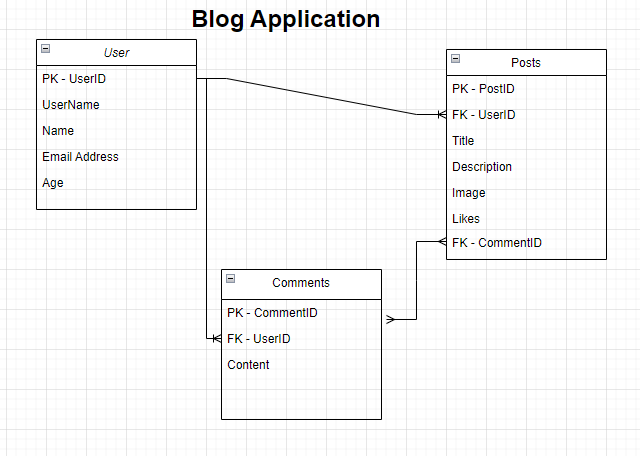 Blog Application
User
PK - UserID
UserName
Name
Email Address
Age
Posts
PK - PostID
FK - UserID
Title
Description
Image
Likes
FK - CommentID
Comments
PK - CommentID
FK - UserID
Content